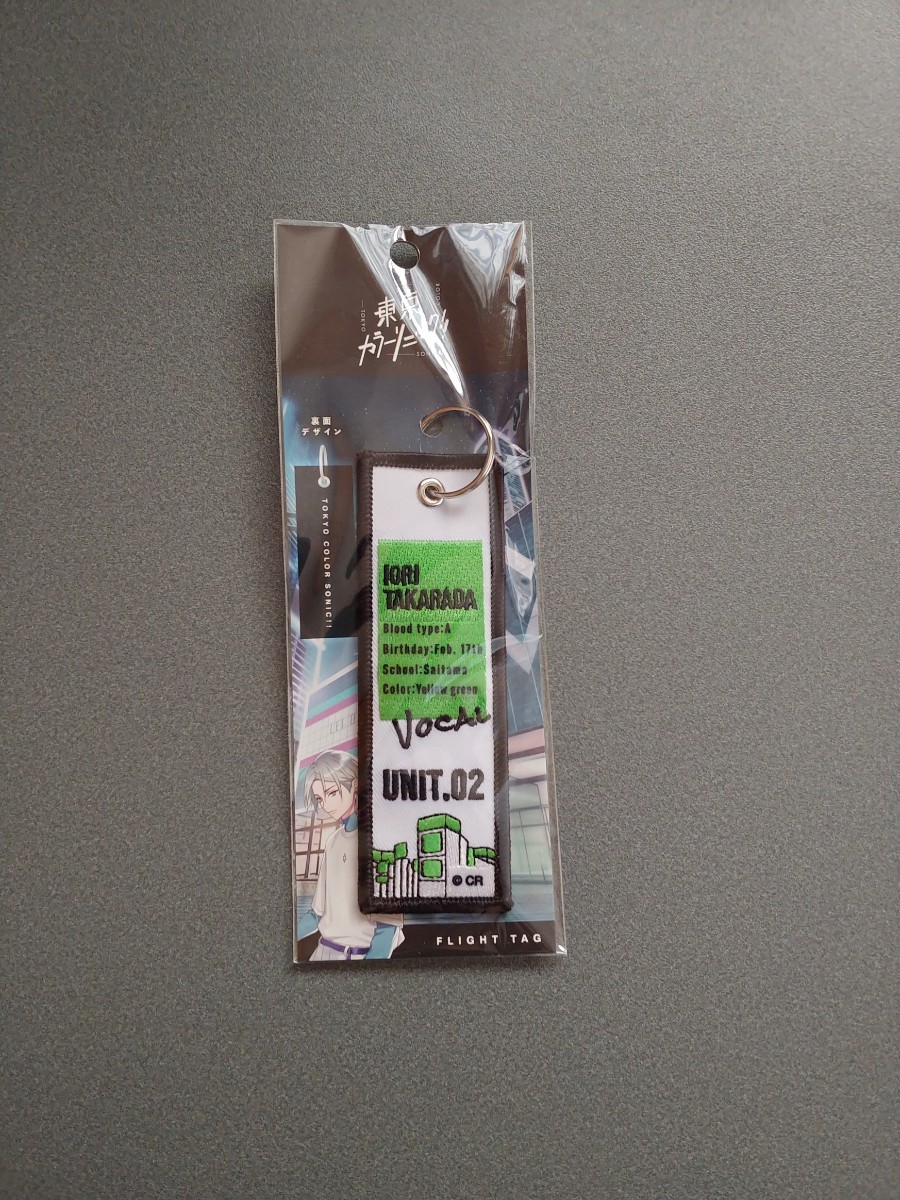 東京
カラーソニック!!
TOKYO
裏面
デザイン
TOKYO COLOR SONIC!!
IORI
TAKARADA
Blood type:A
Birthday:Feb. 17th
School:Saitama
Color:Yellow green
VOCAL
UNIT.02
© CR
FLIGHT TAG